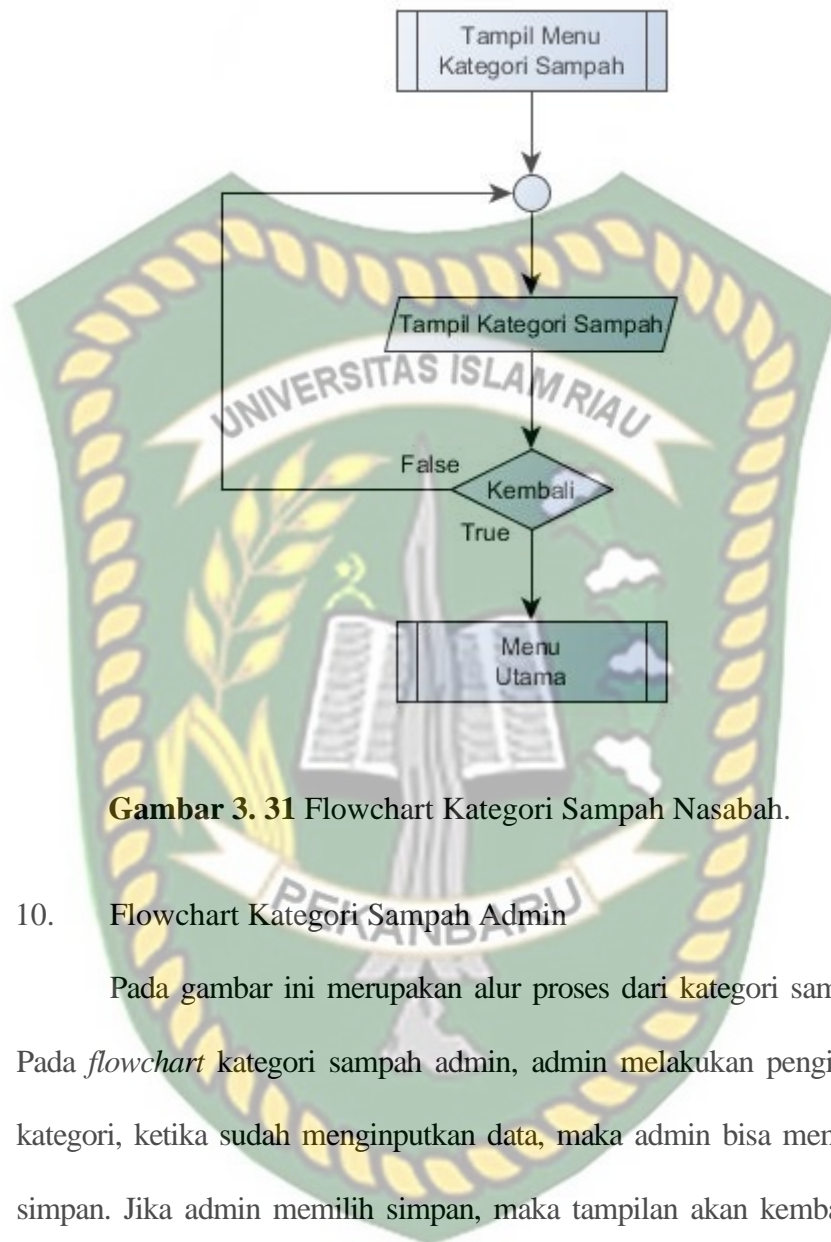 Tampil Menu
Kategori Sampah
Tampil Kategori Sampah
UNIVERSITAS ISLAM RIAU
False
Kembali
True
Menu
Utama
Gambar 3. 31 Flowchart Kategori Sampah Nasabah.
PEKANBARU
10. Flowchart Kategori Sampah Admin
Pada gambar ini merupakan alur proses dari kategori sam
Pada flowchart kategori sampah admin, admin melakukan pengi
kategori, ketika sudah menginputkan data, maka admin bisa mem
simpan. Jika admin memilih simpan, maka tampilan akan kemba